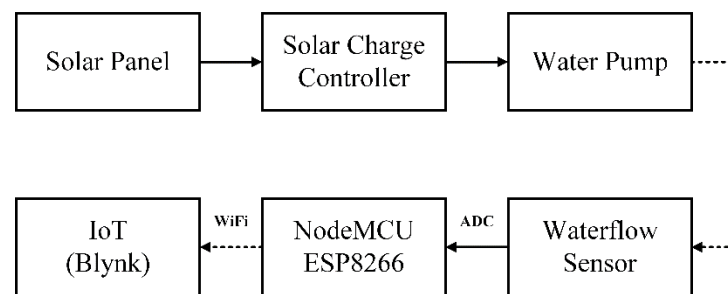 Solar Panel
Solar Charge
Controller
Water Pump
IoT
(Blynk)
WiFi
NodeMCU
ESP8266
ADC
Waterflow
Sensor